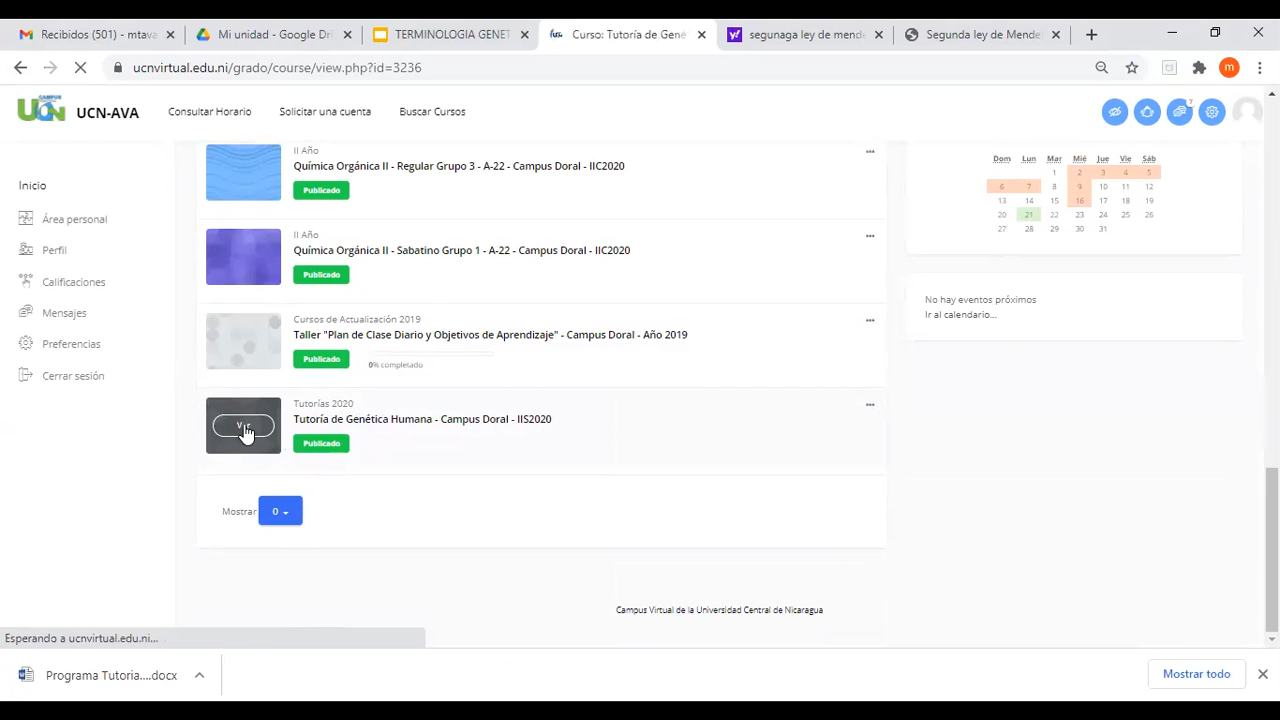 Recibidos (501) - mtava
Mi unidad - Google Dri
TERMINOLOGIA GENET
Curso: Tutoría de Gené
segunaga ley de mende
Segunda ley de Mendel
ucnvirtual.edu.ni/grado/course/view.php?id=3236
m
CAMPUS
UCN
UCN-AVA
Consultar Horario
Solicitar una cuenta
Buscar Cursos
7
Inicio
Área personal
Perfil
Calificaciones
Mensajes
Preferencias
Cerrar sesión
II Año
Química Orgánica II - Regular Grupo 3 - A-22 - Campus Doral - IIC2020
Publicado
II Año
Química Orgánica II - Sabatino Grupo 1 - A-22 - Campus Doral - IIC2020
Publicado
Cursos de Actualización 2019
Taller "Plan de Clase Diario y Objetivos de Aprendizaje" - Campus Doral - Año 2019
Publicado
0% completado
Tutorías 2020
Tutoría de Genética Humana - Campus Doral - IIS2020
Publicado
Ver
Mostrar 0
Dom Lun Mar Mié Jue Vie Sáb
1 2 3 4 5
6 7 8 9 10 11 12
13 14 15 16 17 18 19
20 21 22 23 24 25 26
27 28 29 30 31
No hay eventos próximos
Ir al calendario...
Campus Virtual de la Universidad Central de Nicaragua
Esperando a ucnvirtual.edu.ni...
Programa Tutoria....docx
Mostrar todo